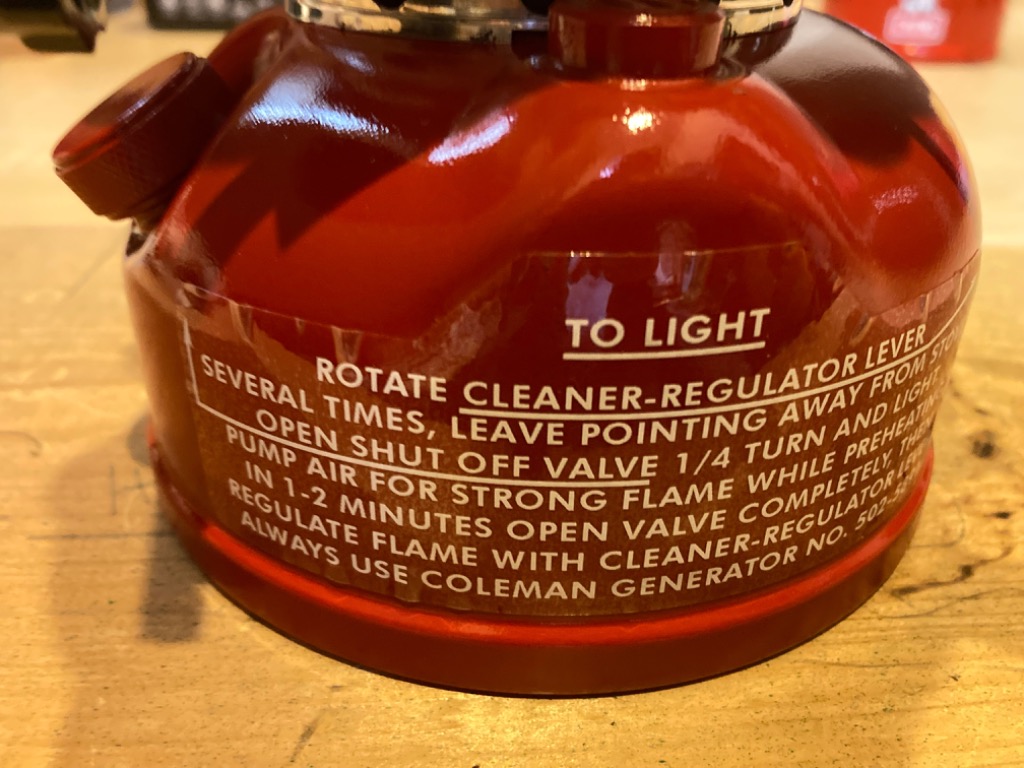 TO LIGHT
ROTATE CLEANER-REGULATOR LEVER
SEVERAL TIMES, LEAVE POINTING AWAY FROM
OPEN SHUT OFF VALVE 1/4 TURN AND LIGHT
PUMP AIR FOR STRONG FLAME WHILE PREHEATING
IN 1-2 MINUTES OPEN VALVE COMPLETELY,
REGULATE FLAME WITH CLEANER-REGULATOR
ALWAYS USE COLEMAN GENERATOR NO.